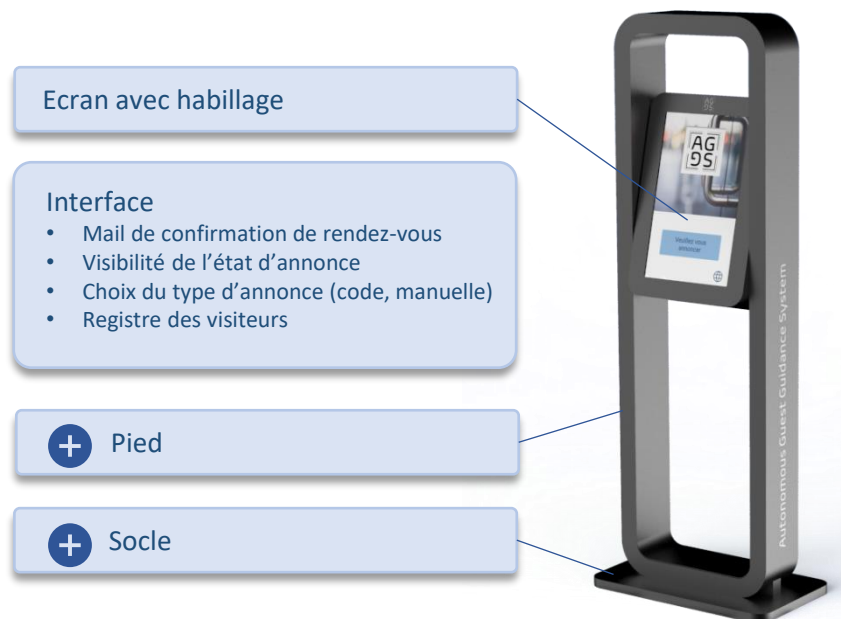 Ecran avec habillage
Interface
• Mail de confirmation de rendez-vous
• Visibilité de l'état d'annonce
• Choix du type d'annonce (code, manuelle)
• Registre des visiteurs
+ Pied
+ Socle
AG
GS
Veuillez vous
annoncer
Autonomous Guest Guidance System